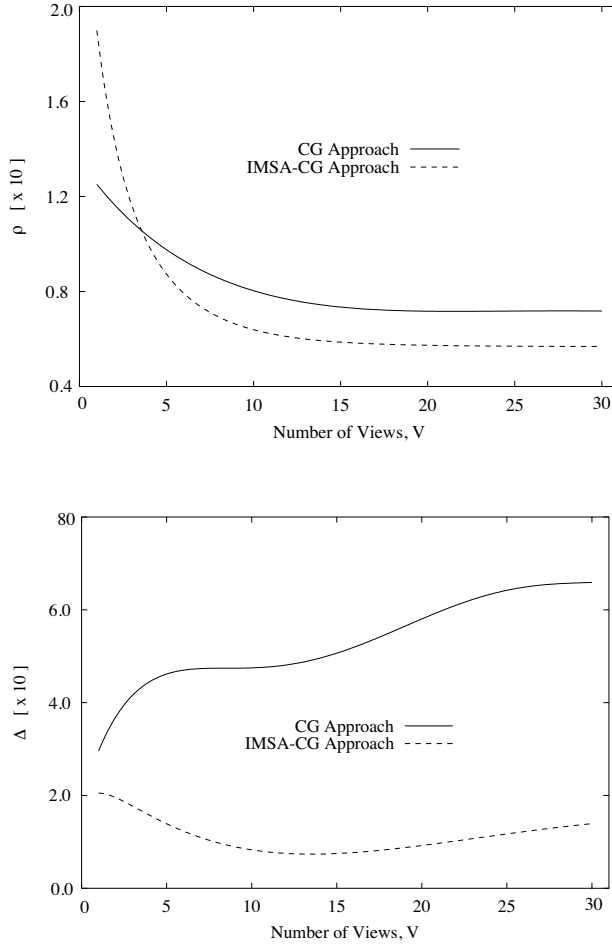 2.0
1.6
1.2
0.8
0.4
ρ [ x 10 ]
CG Approach
IMSA-CG Approach
0 5 10 15 20 25 30
Number of Views, V
80
6.0
4.0
2.0
0.0
Δ [ x 10 ]
CG Approach
IMSA-CG Approach
0 5 10 15 20 25 30
Number of Views, V